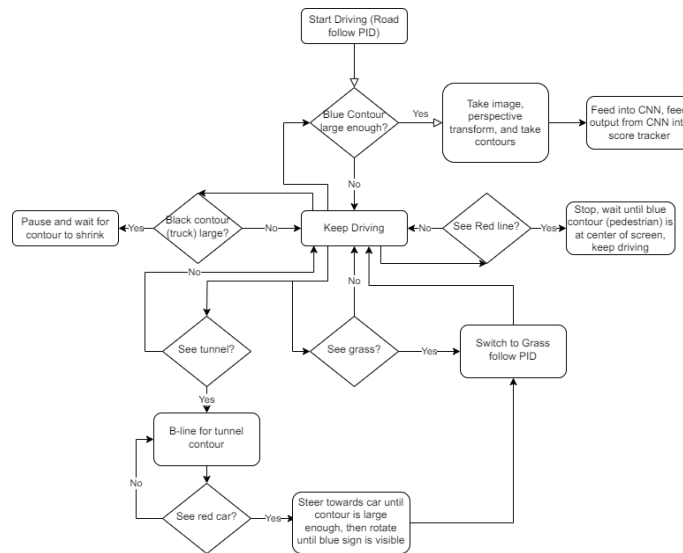 Start Driving (Road
follow PID)
Blue Contour
large enough?
Yes
Take image,
perspective
transform, and take
contours
Feed into CNN, feed
output from CNN int
score tracker
No
Pause and wait for
contour to shrink
Yes
Black contour
(truck) large?
No
Keep Driving
No
See Red line?
Yes
Stop, wait until blue
contour (pedestrian) is
at center of screen,
keep driving
No
No
See tunnel?
See grass?
Yes
Switch to Grass
follow PID
Yes
B-line for tunnel
contour
No
See red car?
Yes
Steer towards car until
contour is large
enough, then rotate
until blue sign is visible